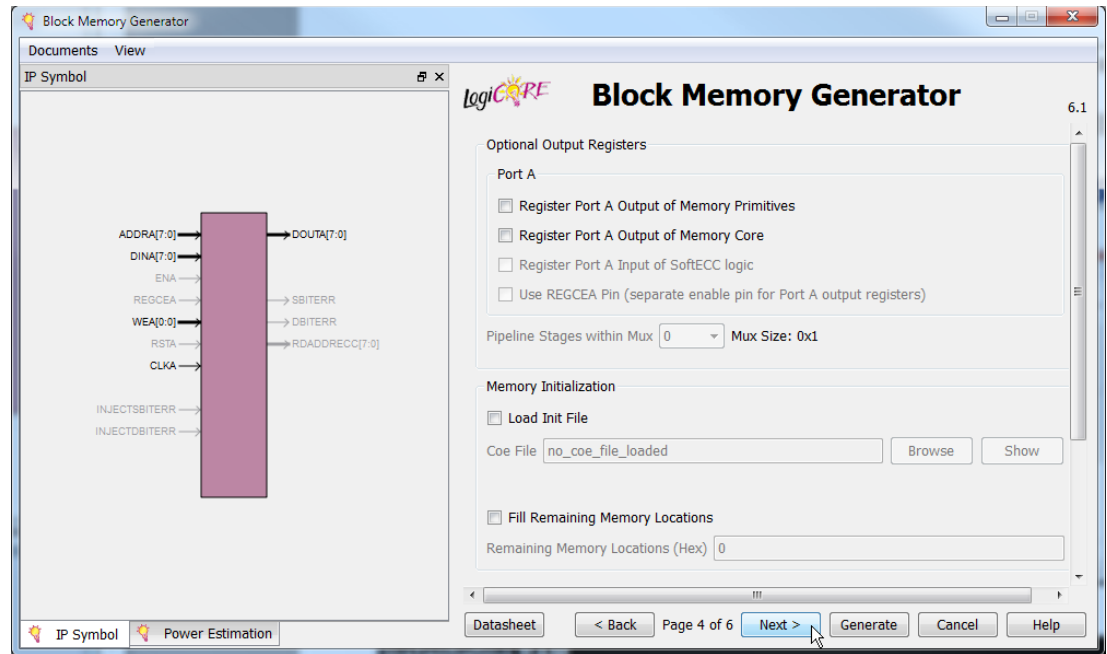 Block Memory Generator
Documents View
IP Symbol
LogiCORE
Block Memory Generator
6.1
ADDRA[7:0]
DOUTA[7:0]
DINA[7:0]
ENA
REGCEA
SBITERR
WEA[0:0]
DBITERR
RSTA
RDADDRECC[7:0]
CLKA
INJECTSBITERR
INJECTDBITERR
Optional Output Registers
Port A
Register Port A Output of Memory Primitives
Register Port A Output of Memory Core
Register Port A Input of SoftECC logic
Use REGCEA Pin (separate enable pin for Port A output registers)
Pipeline Stages within Mux 0 Mux Size: 0x1
Memory Initialization
Load Init File
Coe File no_coe_file_loaded Browse Show
Fill Remaining Memory Locations
Remaining Memory Locations (Hex) 0
IP Symbol Power Estimation
Datasheet < Back Page 4 of 6 Next > Generate Cancel Help